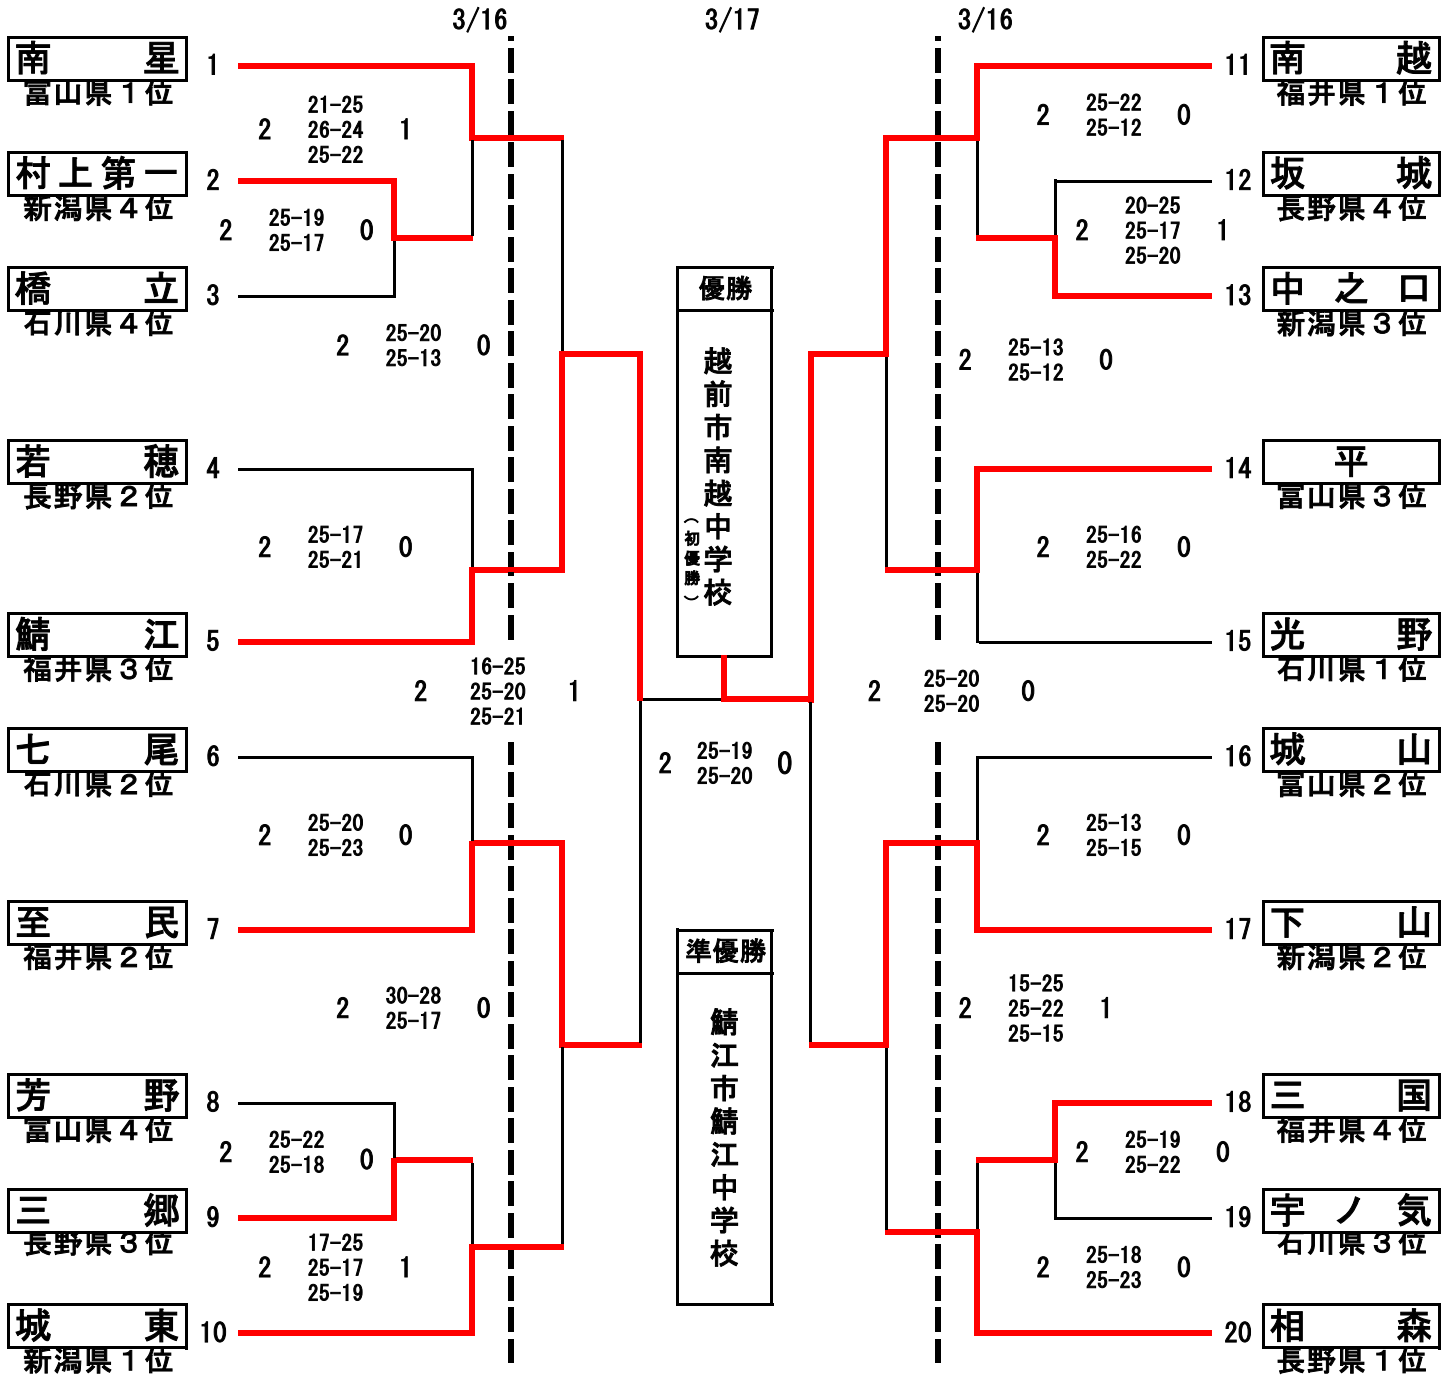 3/16
3/17
3/16
南星 1
富山県1位
21-25
2 26-24 1
25-22
村上第一 2
新潟県4位
2 25-19 0
25-17
橋立 3
石川県4位
2 25-20 0
25-13
若穂 4
長野県2位
2 25-17 0
25-21
鯖江 5
福井県3位
16-25
2 25-20 1
25-21
七尾 6
石川県2位
2 25-20 0
25-23
至民 7
福井県2位
2 30-28 0
25-17
芳野 8
富山県4位
2 25-22 0
25-18
三郷 9
長野県3位
17-25
2 25-17 1
25-19
城東 10
新潟県1位
優勝
越前市南越中学校
(初優勝)
2 25-19 0
25-20
準優勝
鯖江市鯖江中学校
11 南越
福井県1位
2 25-22 0
25-12
12 坂城
長野県4位
20-25
2 25-17 1
25-20
13 中之口
新潟県3位
2 25-13 0
25-12
14 平
富山県3位
2 25-16 0
25-22
15 光野
石川県1位
2 25-20 0
25-20
16 城山
富山県2位
2 25-13 0
25-15
17 下山
新潟県2位
15-25
2 25-22 1
25-15
18 三国
福井県4位
2 25-19 0
25-22
19 宇ノ気
石川県3位
2 25-18 0
25-23
20 相森
長野県1位